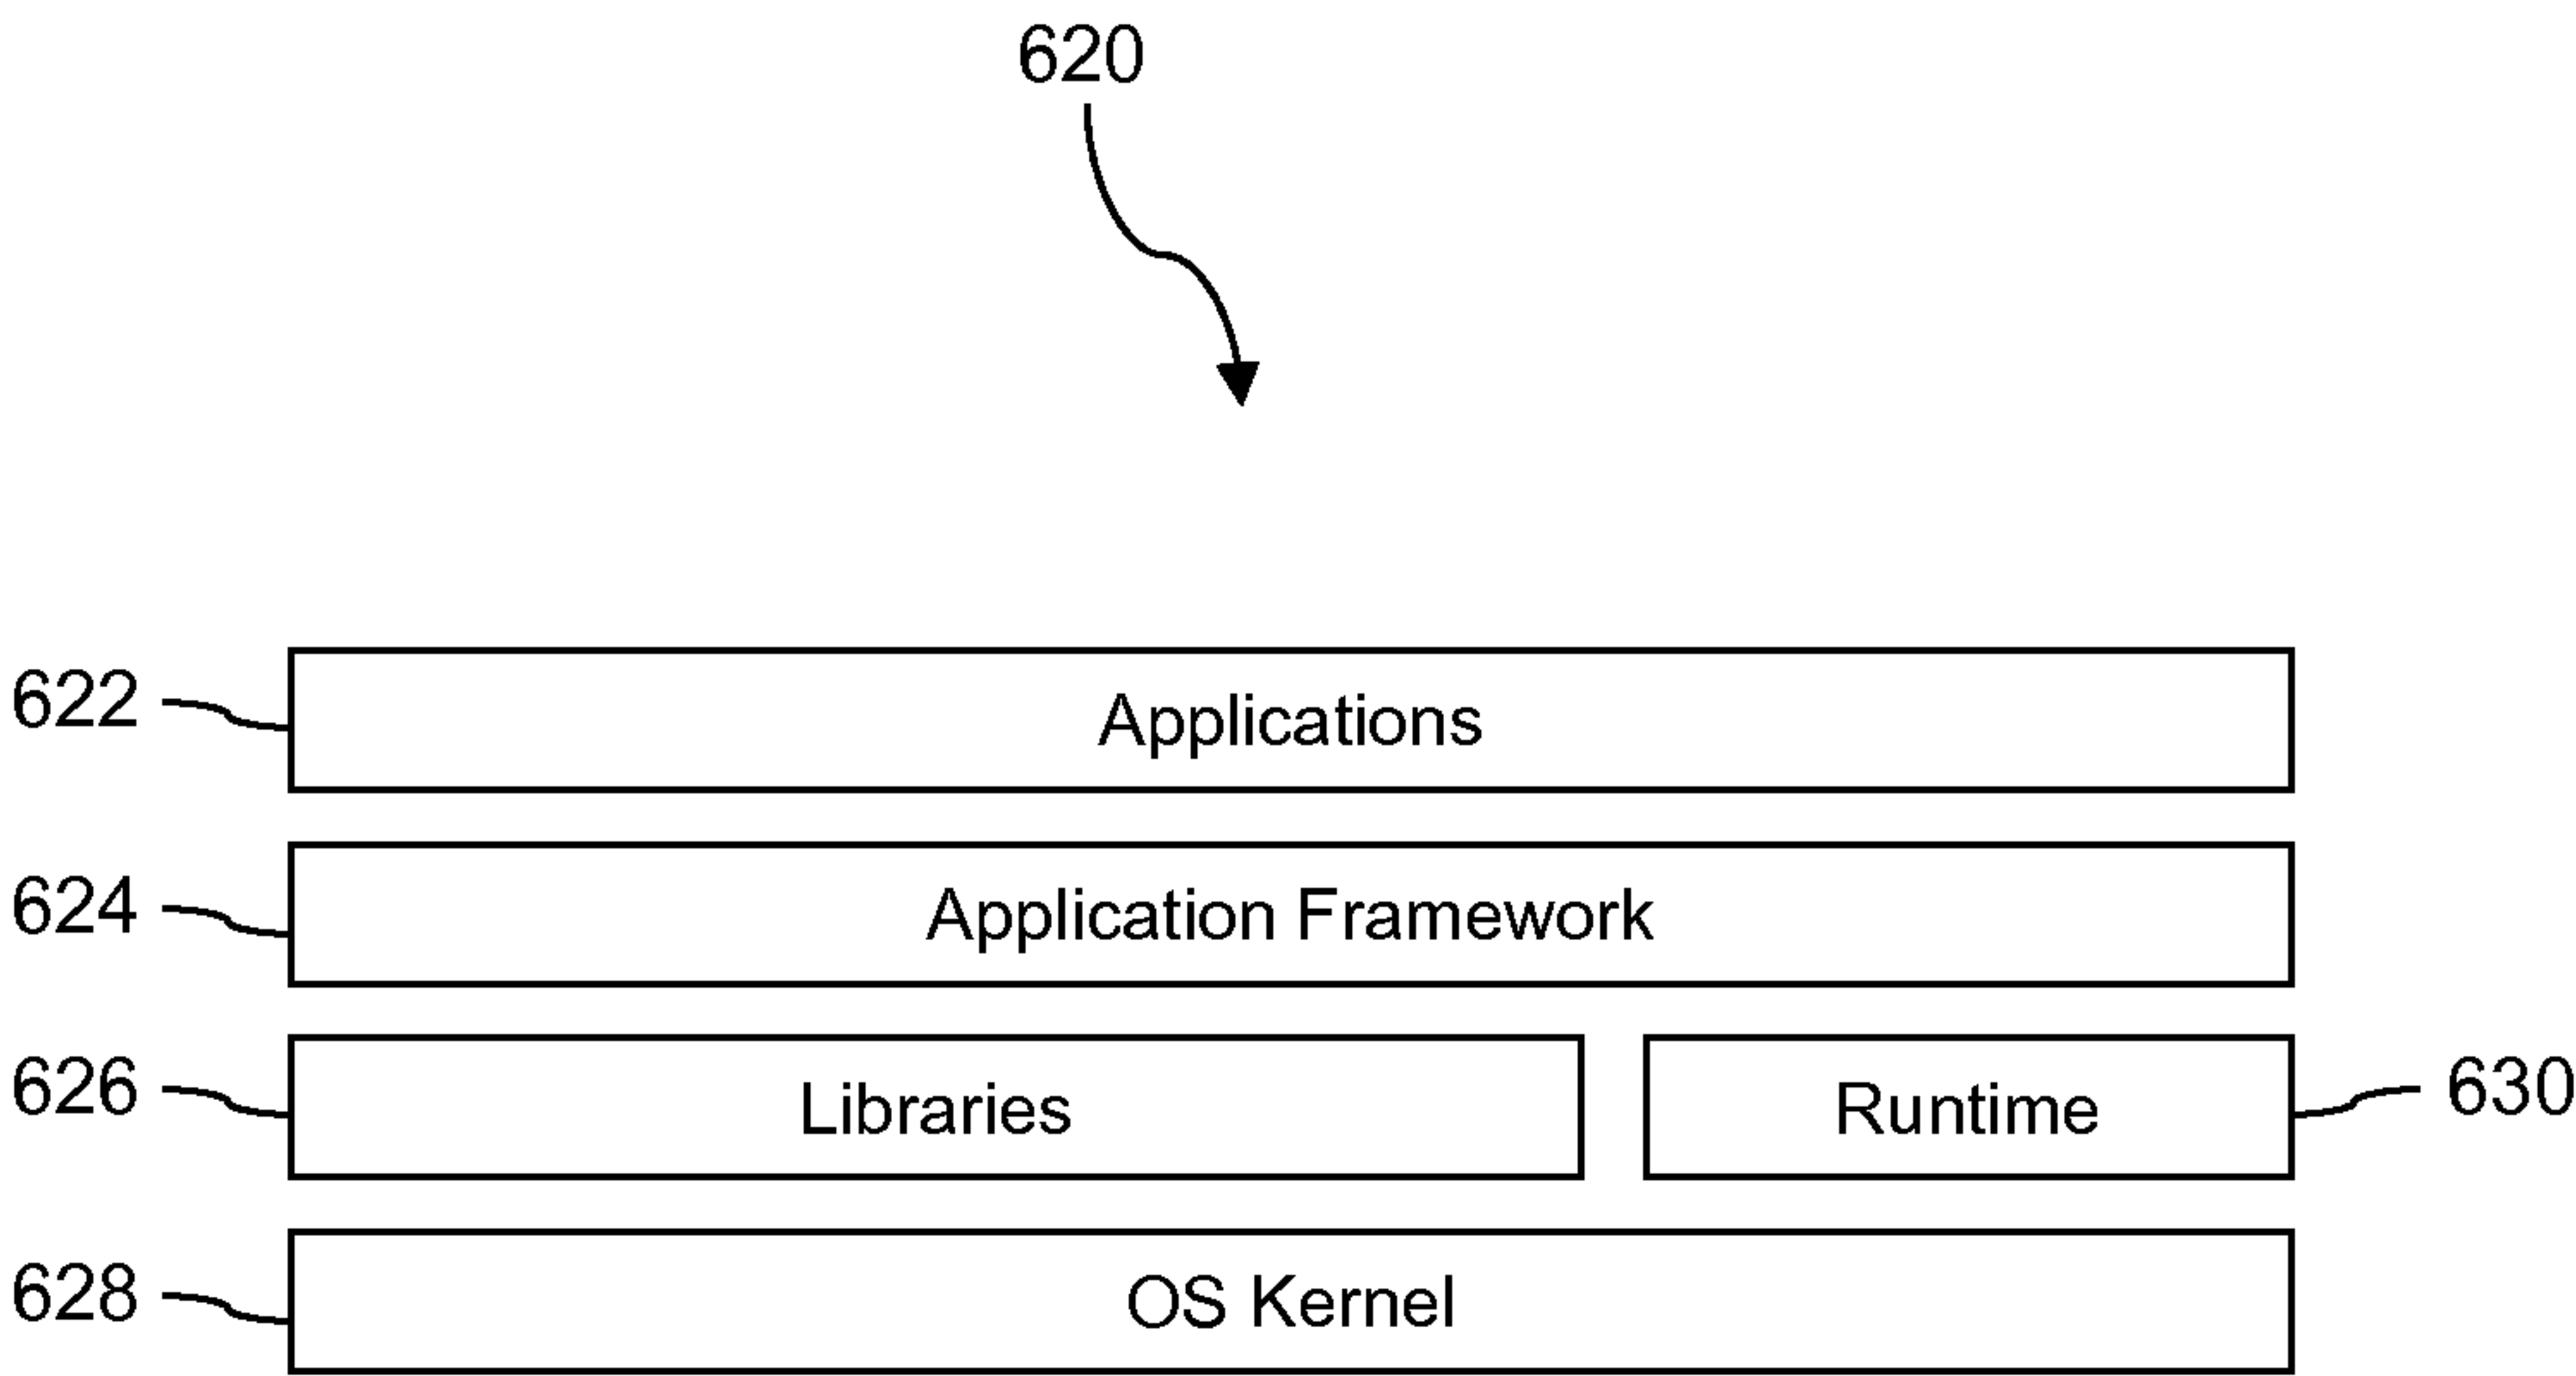 620
622
Applications
624
Application Framework
626
Libraries
Runtime
630
628
OS Kernel